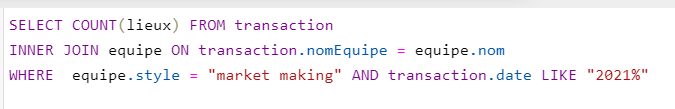 SELECT COUNT(lieux) FROM transaction
INNER JOIN equipe ON transaction.nomEquipe = equipe.nom
WHERE  equipe.style = "market making" AND transaction.date LIKE "2021%"